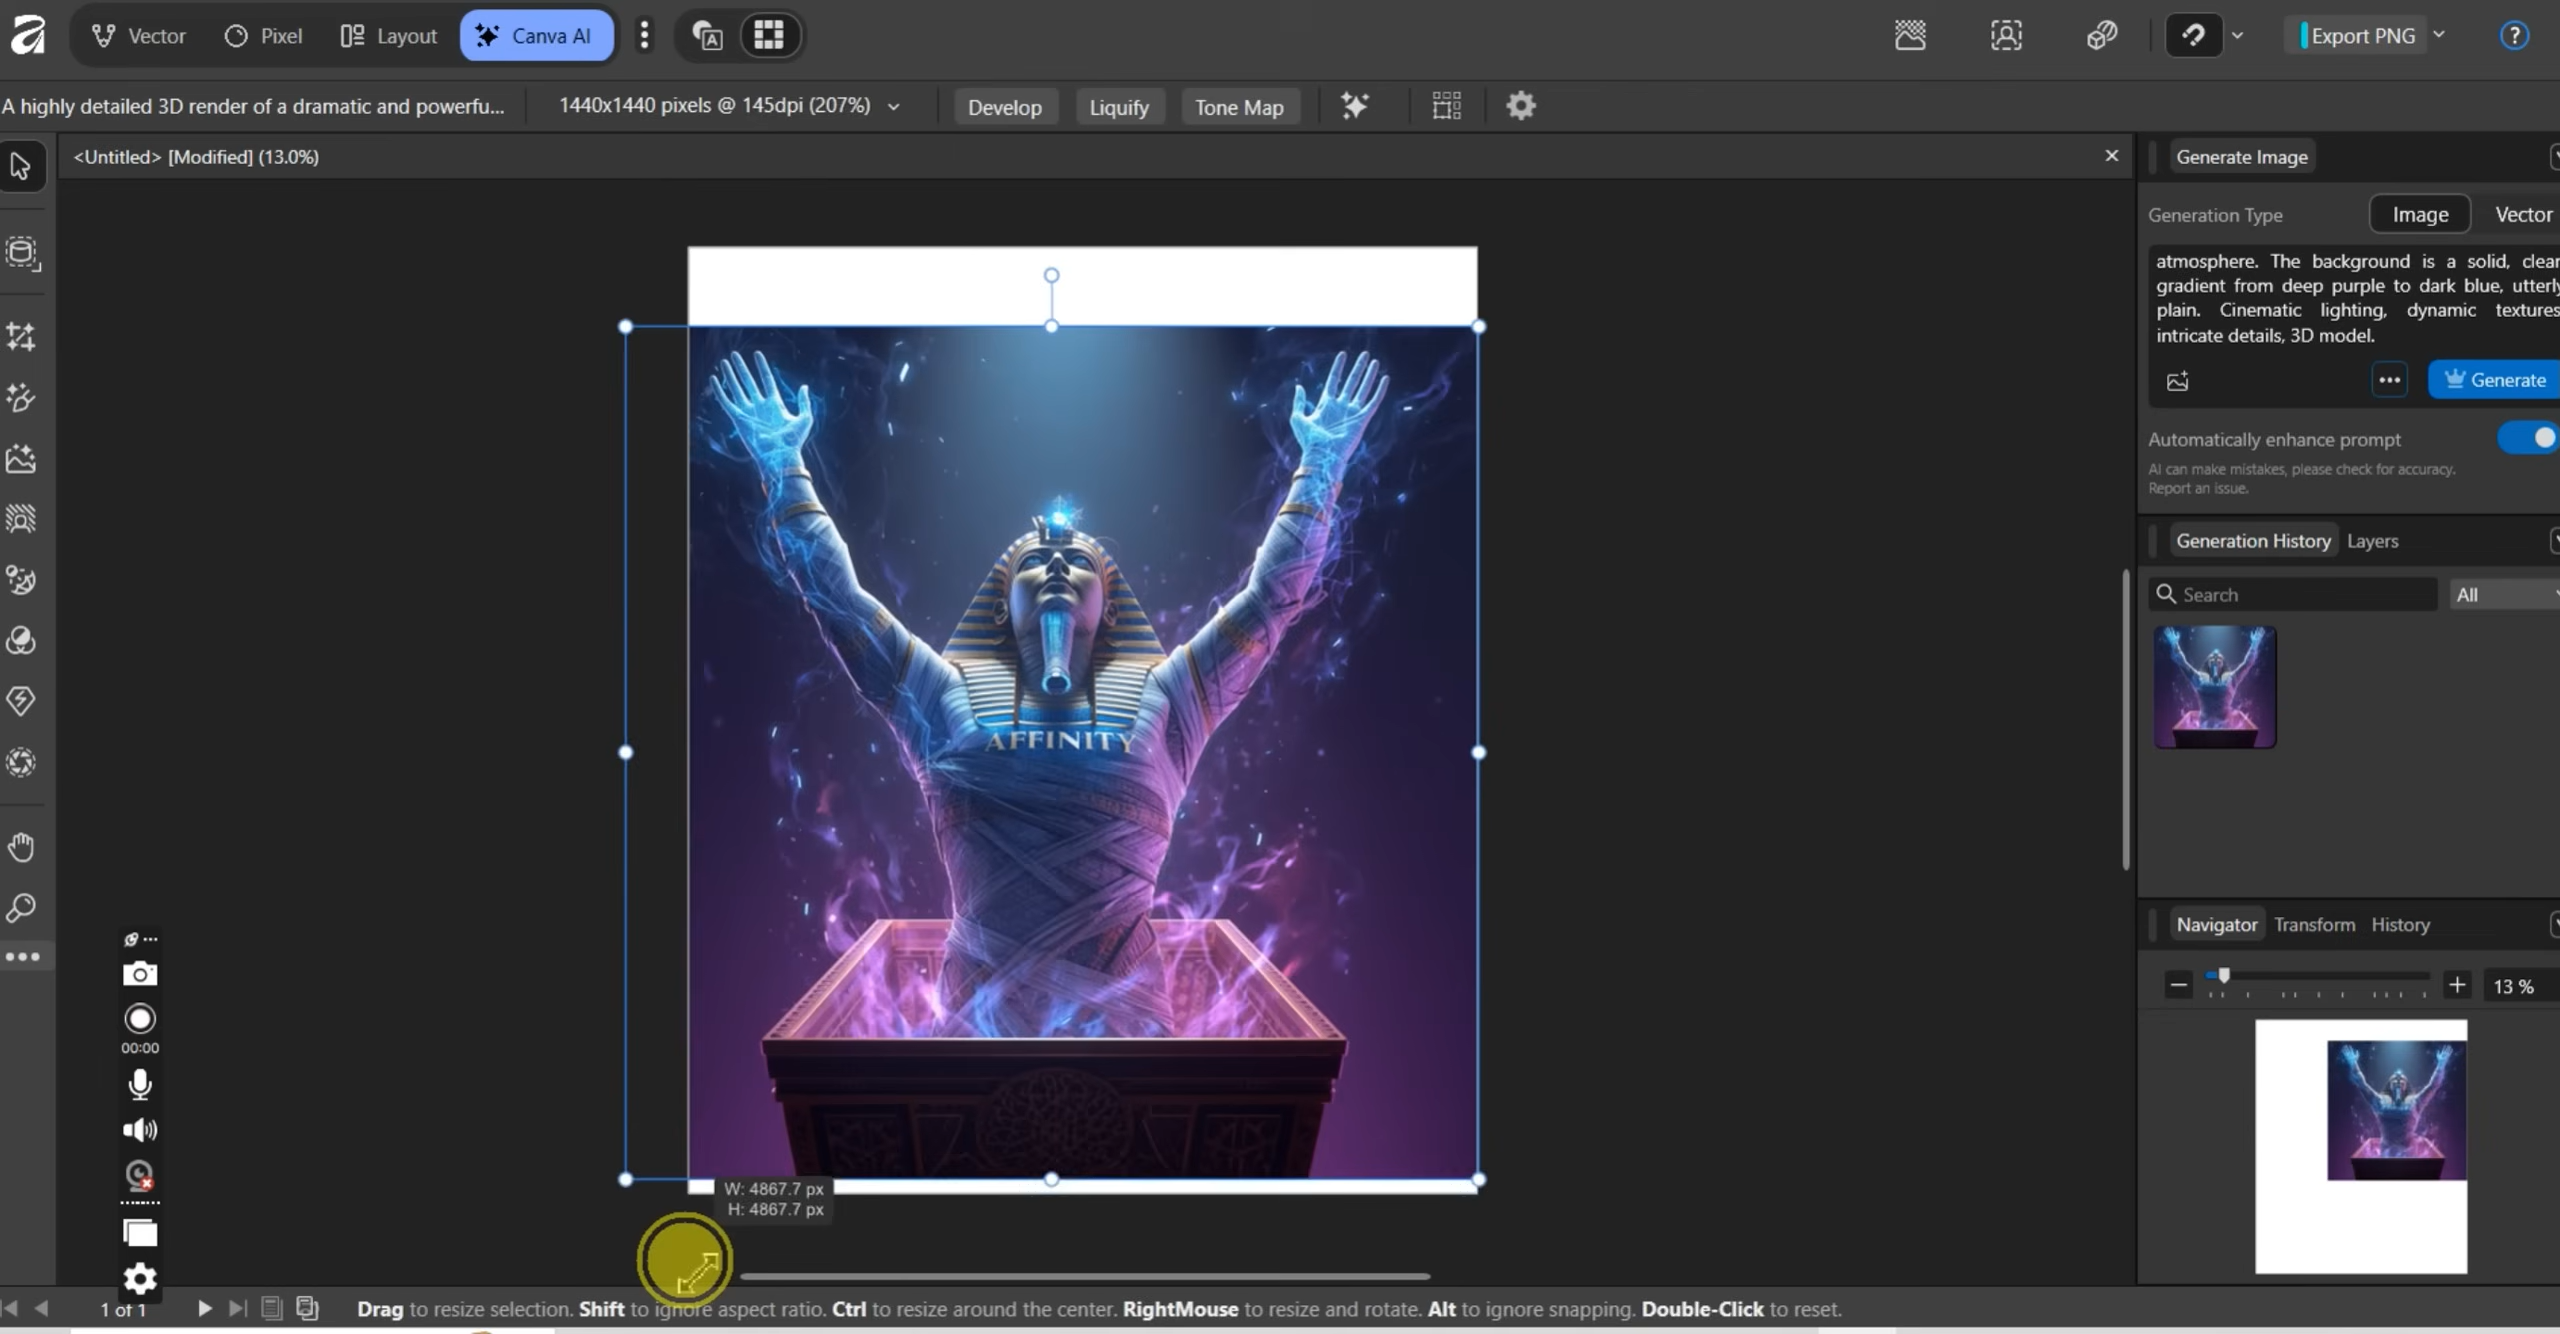 Vector Pixel Layout Canva AI
Export PNG
A highly detailed 3D render of a dramatic and powerfu...
1440x1440 pixels @ 145dpi (207%)
Develop Liquify Tone Map
<Untitled> [Modified] (13.0%)
Generate Image
Generation Type Image Vector
atmosphere. The background is a solid, clear
gradient from deep purple to dark blue, utterly
plain. Cinematic lighting, dynamic textures
intricate details, 3D model.
Generate
Automatically enhance prompt
AI can make mistakes, please check for accuracy.
Report an issue.
Generation History Layers
Search All
AFFINITY
Navigator Transform History
13 %
00:00
W: 4867.7 px
H: 4867.7 px
1 of 1
Drag to resize selection. Shift to ignore aspect ratio. Ctrl to resize around the center. RightMouse to resize and rotate. Alt to ignore snapping. Double-Click to reset.